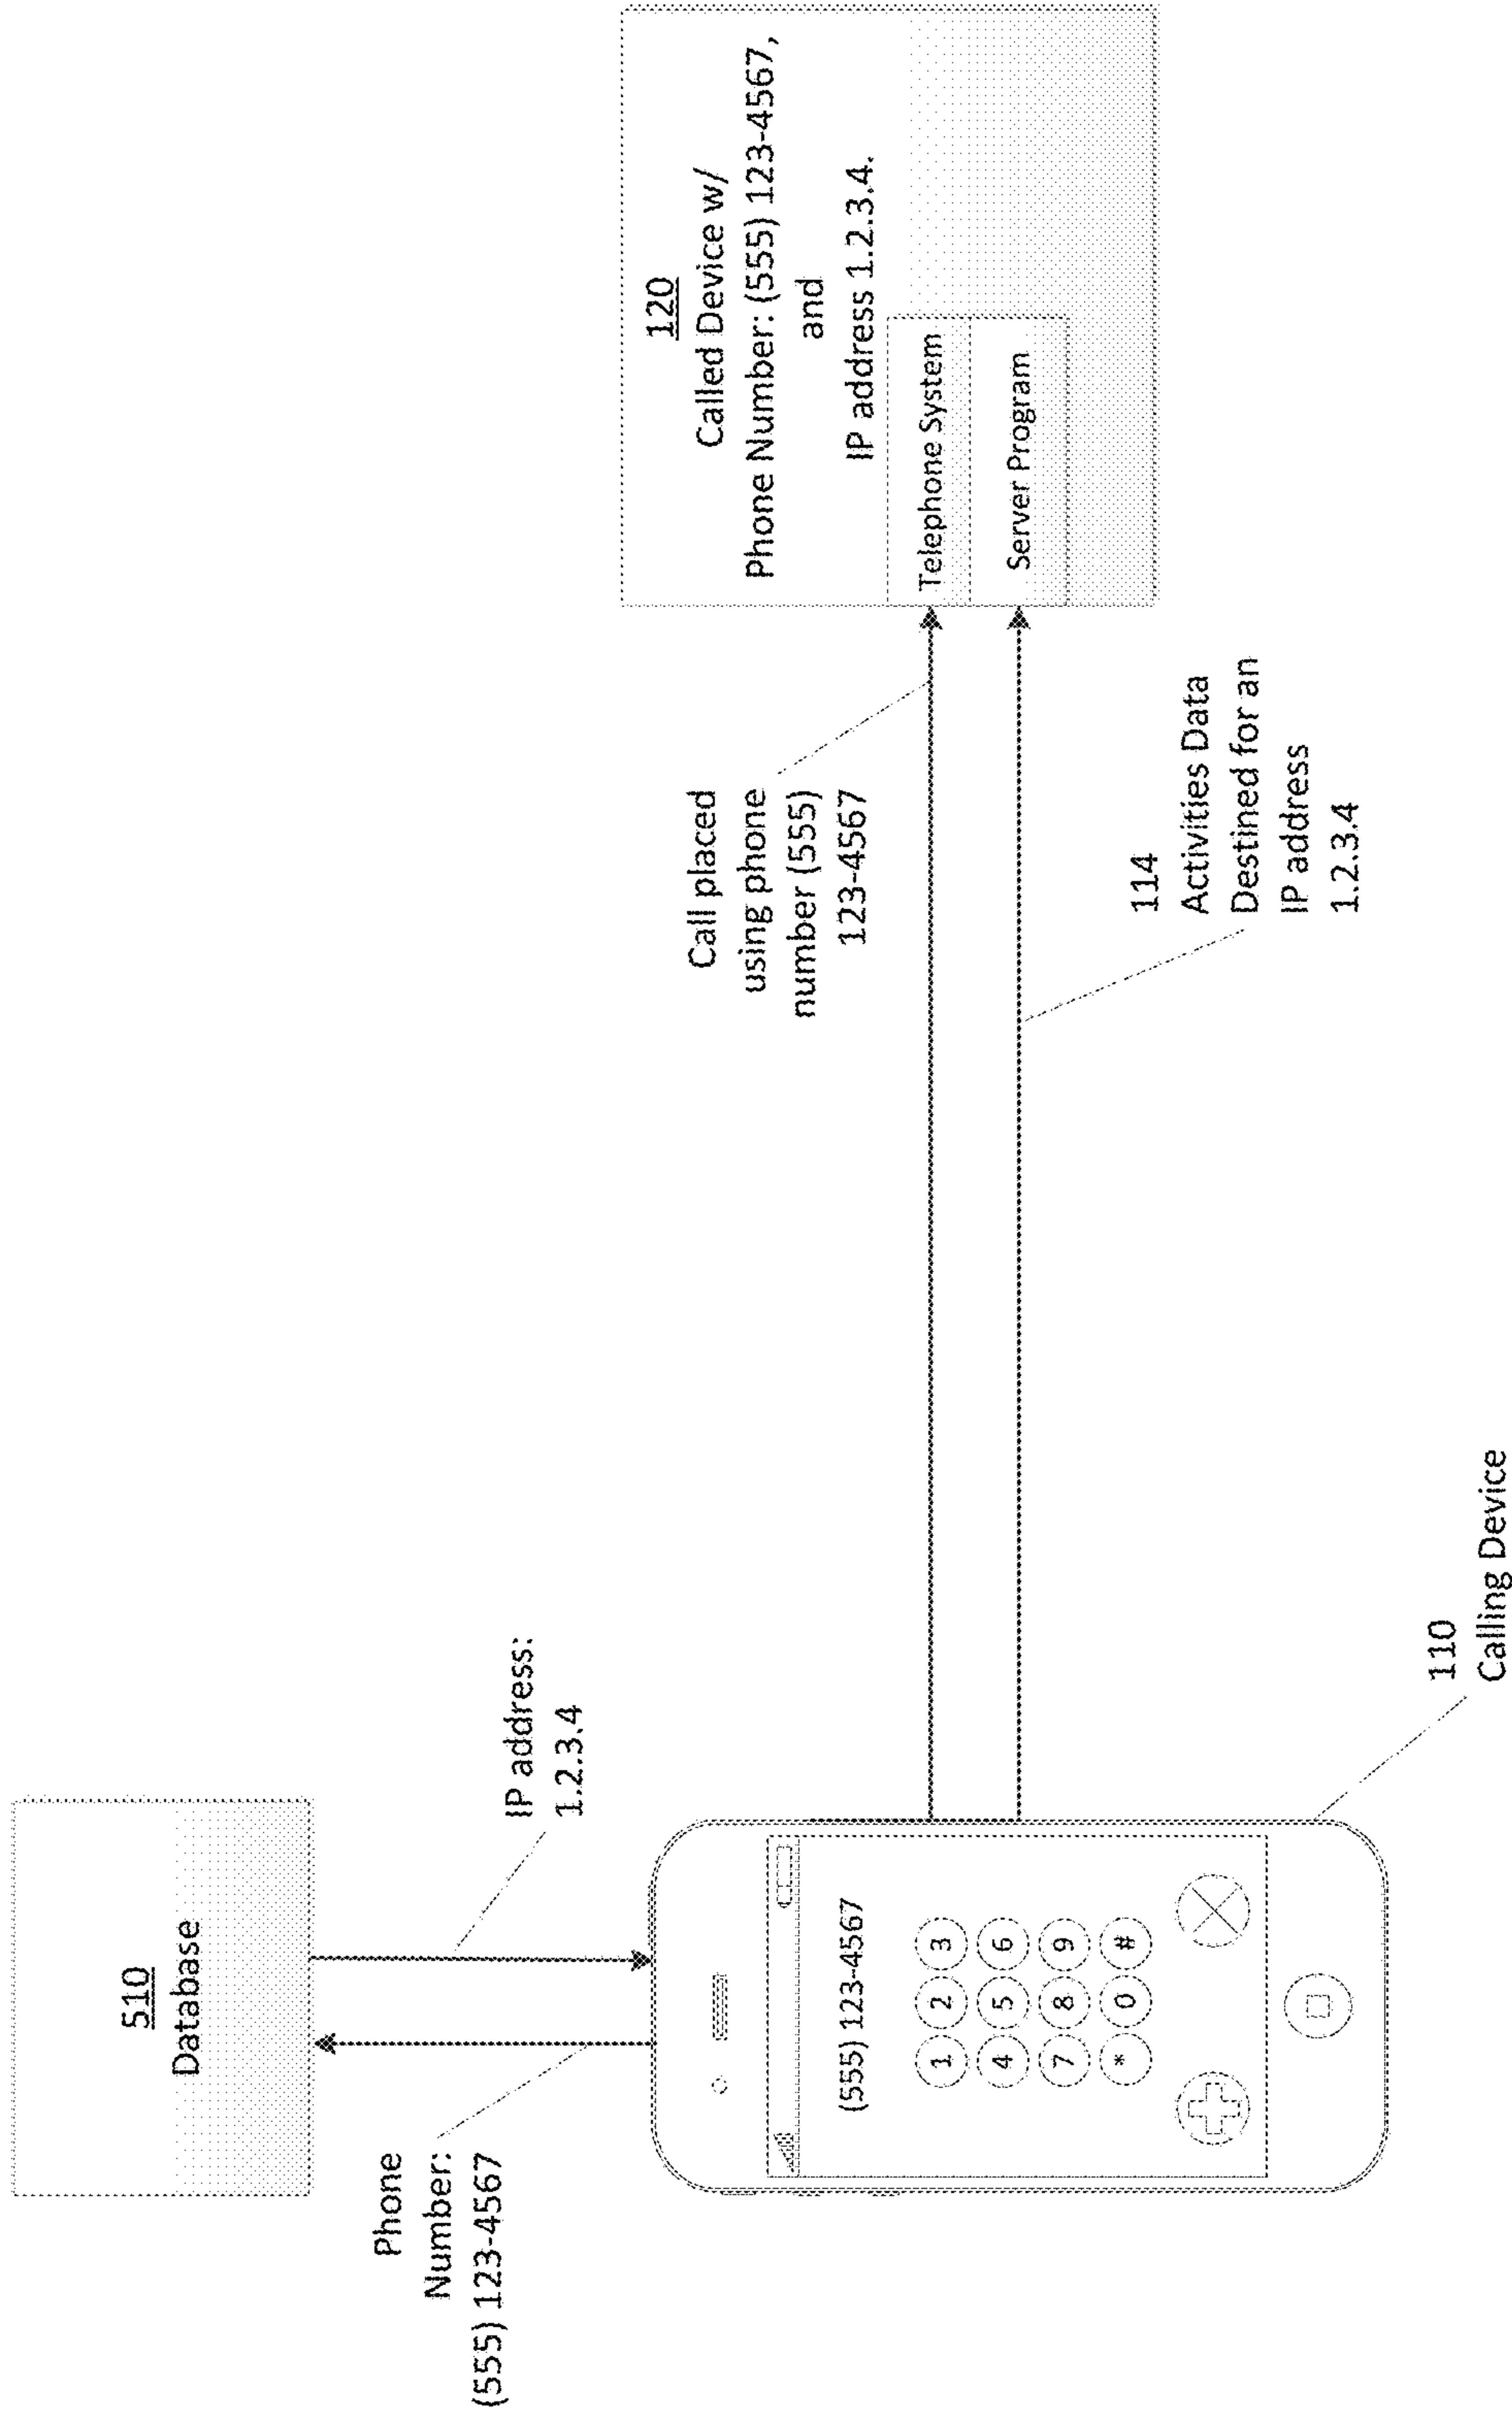 510
Database
Phone
Number:
(555) 123-4567
IP address:
1.2.3.4
(555) 123-4567
1 2 3
4 5 6
7 8 9
* 0 #
110
Calling Device
Call placed
using phone
number (555)
123-4567
114
Activities Data
Destined for an
IP address
1.2.3.4
120
Called Device w/
Phone Number: (555) 123-4567,
and
IP address 1.2.3.4.
Telephone System
Server Program